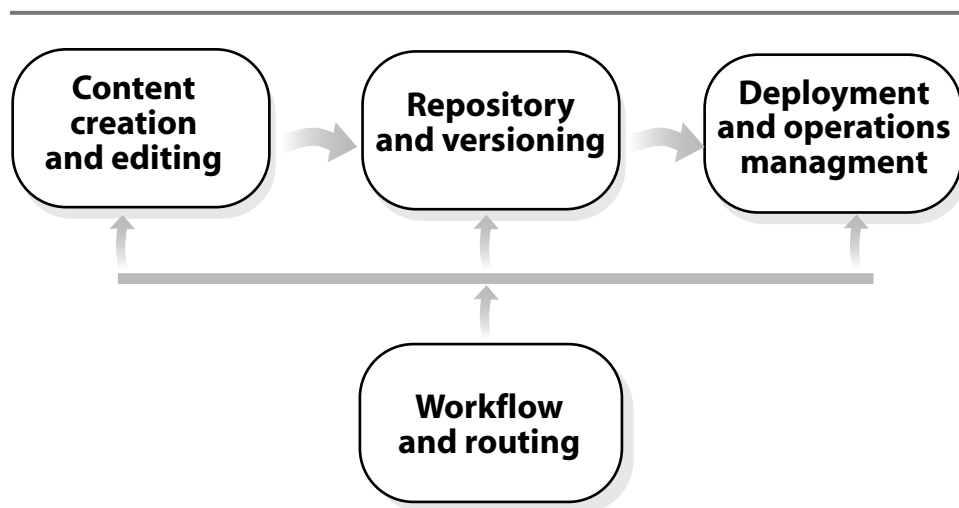 Content
creation
and editing
Repository
and versioning
Deployment
and operations
managment
Workflow
and routing